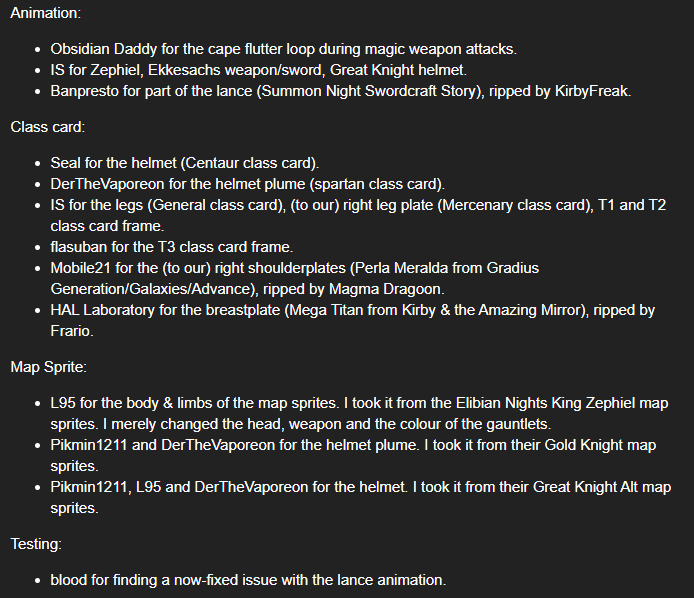 Animation:
• Obsidian Daddy for the cape flutter loop during magic weapon attacks.
• IS for Zephiel, Ekkesachs weapon/sword, Great Knight helmet.
• Banpresto for part of the lance (Summon Night Swordcraft Story), ripped by KirbyFreak.
Class card:
• Seal for the helmet (Centaur class card).
• DerTheVaporeon for the helmet plume (spartan class card).
• IS for the legs (General class card), (to our) right leg plate (Mercenary class card), T1 and T2
class card frame.
• flasuban for the T3 class card frame.
• Mobile21 for the (to our) right shoulderplates (Perla Meralda from Gradius
Generation/Galaxies/Advance), ripped by Magma Dragoon.
• HAL Laboratory for the breastplate (Mega Titan from Kirby & the Amazing Mirror), ripped by
Frario.
Map Sprite:
• L95 for the body & limbs of the map sprites. I took it from the Elibian Nights King Zephiel map
sprites. I merely changed the head, weapon and the colour of the gauntlets.
• Pikmin1211 and DerTheVaporeon for the helmet plume. I took it from their Gold Knight map
sprites.
• Pikmin1211, L95 and DerTheVaporeon for the helmet. I took it from their Great Knight Alt map
sprites.
Testing:
• blood for finding a now-fixed issue with the lance animation.